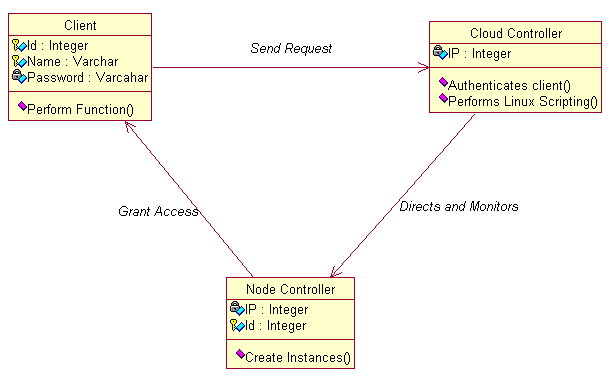 Client
Id : Integer
Name : Varchar
Password : Varcahar
Perform Function()
Send Request
Cloud Controller
IP : Integer
Authenticates client()
Performs Linux Scripting()
Grant Access
Directs and Monitors
Node Controller
IP : Integer
Id : Integer
Create Instances()